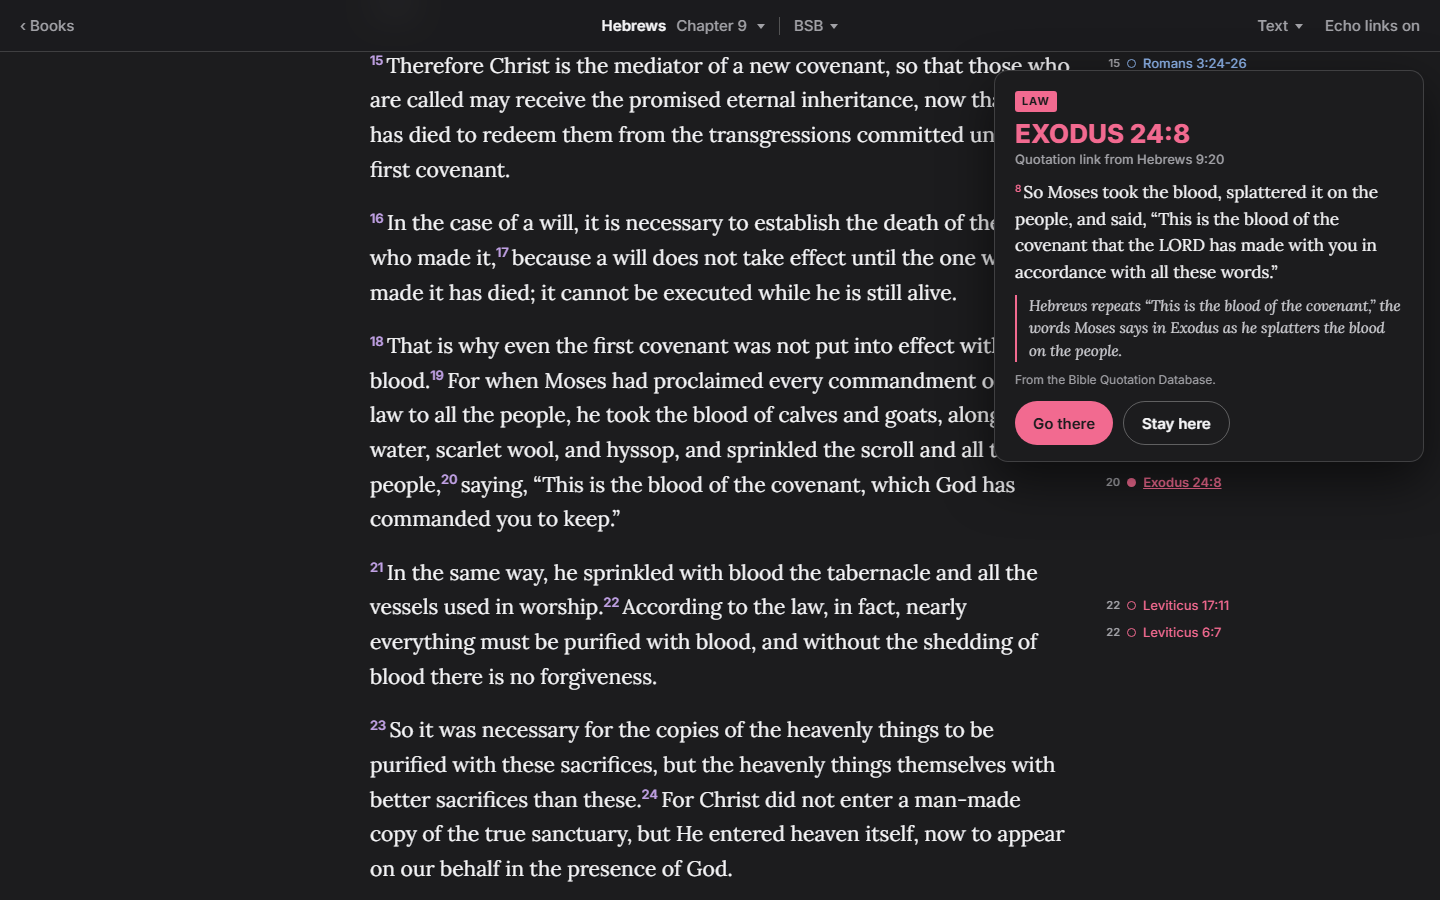 ‹ Books
Hebrews Chapter 9 BSB
Text Echo links on
15 Therefore Christ is the mediator of a new covenant, so that those who
are called may receive the promised eternal inheritance, now
has died to redeem them from the transgressions committed
first covenant.
16 In the case of a will, it is necessary to establish the death of the
who made it, 17 because a will does not take effect until the one
made it has died; it cannot be executed while he is still alive.
18 That is why even the first covenant was not put into effect
blood. 19 For when Moses had proclaimed every commandment
law to all the people, he took the blood of calves and goats,
water, scarlet wool, and hyssop, and sprinkled the scroll and all
people, 20 saying, “This is the blood of the covenant, which God has
commanded you to keep.”
21 In the same way, he sprinkled with blood the tabernacle and all the
vessels used in worship. 22 According to the law, in fact, nearly
everything must be purified with blood, and without the shedding of
blood there is no forgiveness.
23 So it was necessary for the copies of the heavenly things to be
purified with these sacrifices, but the heavenly things themselves with
better sacrifices than these. 24 For Christ did not enter a man-made
copy of the true sanctuary, but He entered heaven itself, now to appear
on our behalf in the presence of God.
15 Romans 3:24-26
LAW
EXODUS 24:8
Quotation link from Hebrews 9:20
8 So Moses took the blood, splattered it on the
people, and said, “This is the blood of the
covenant that the LORD has made with you in
accordance with all these words.”
Hebrews repeats “This is the blood of the covenant,” the
words Moses says in Exodus as he splatters the blood
on the people.
From the Bible Quotation Database.
Go there Stay here
20 Exodus 24:8
22 Leviticus 17:11
22 Leviticus 6:7